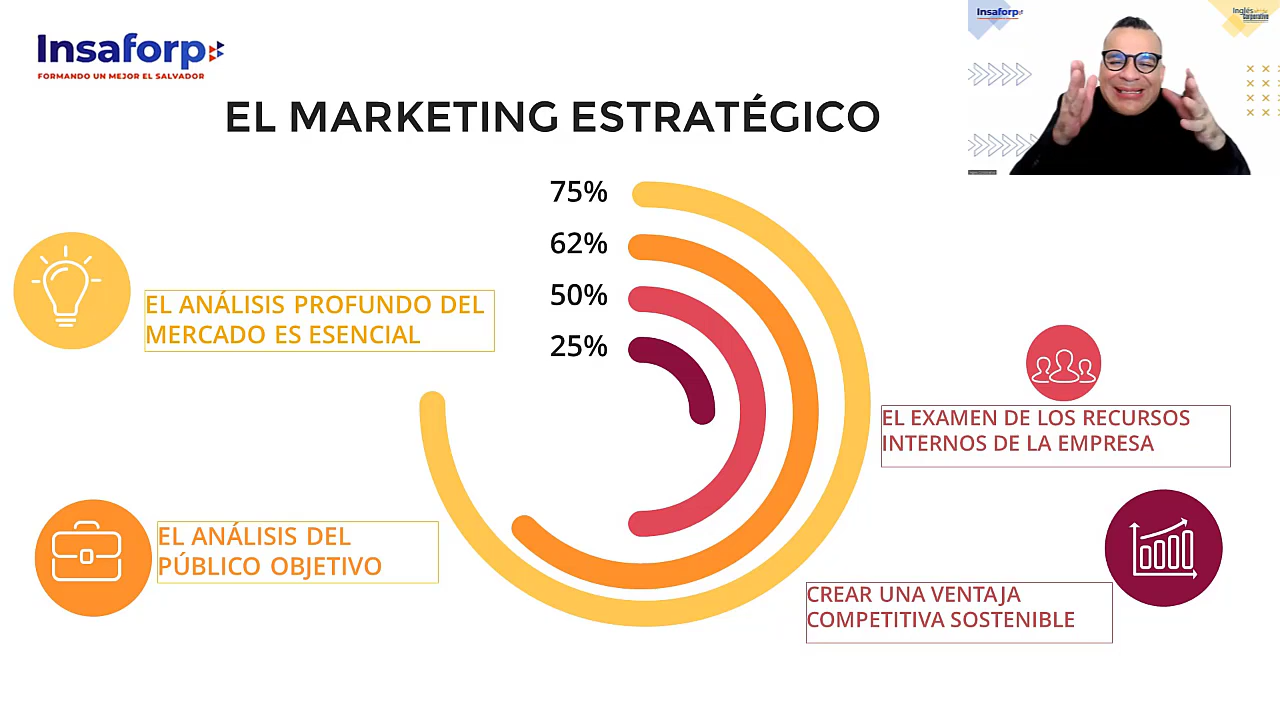 Insaforp
FORMANDO UN MEJOR EL SALVADOR
Insaforp
Inglés
Corporativo
EL MARKETING ESTRATÉGICO
75%
62%
50%
25%
EL ANÁLISIS PROFUNDO DEL
MERCADO ES ESENCIAL
EL EXAMEN DE LOS RECURSOS
INTERNOS DE LA EMPRESA
EL ANÁLISIS DEL
PÚBLICO OBJETIVO
CREAR UNA VENTAJA
COMPETITIVA SOSTENIBLE